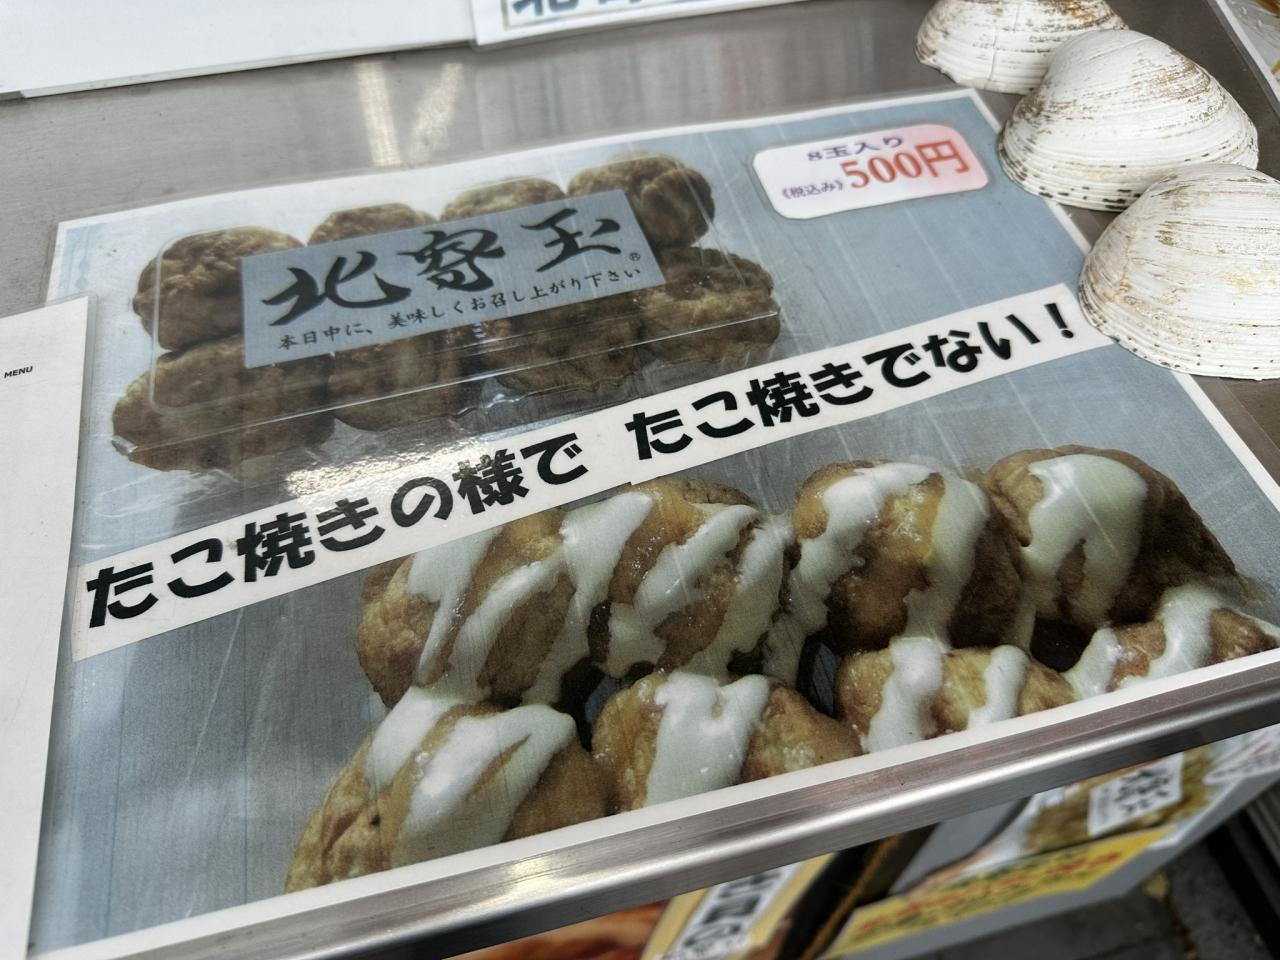 8玉入り
《税込み》500円
北寄玉®
本日中に、美味しくお召し上がり下さい
たこ焼きの様で たこ焼きでない!
MENU